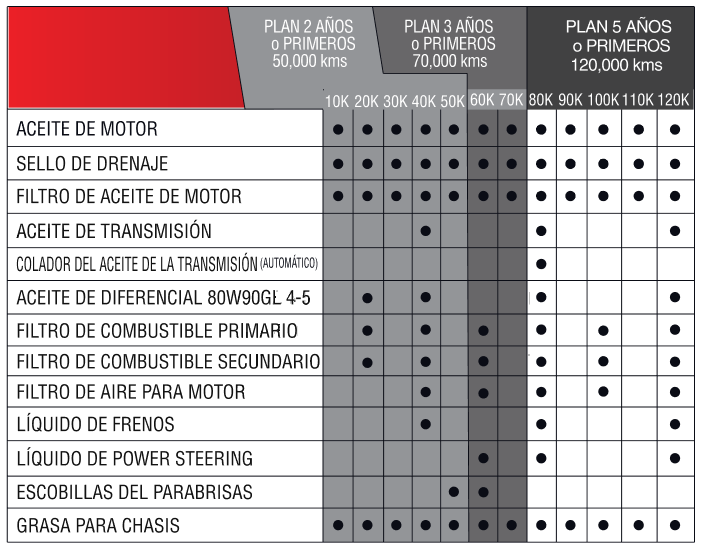 PLAN 2 AÑOS
o PRIMEROS
50,000 kms
PLAN 3 AÑOS
o PRIMEROS
70,000 kms
PLAN 5 AÑOS
o PRIMEROS
120,000 kms
10K 20K 30K 40K 50K 60K 70K 80K 90K 100K 110K 120K
ACEITE DE MOTOR
SELLO DE DRENAJE
FILTRO DE ACEITE DE MOTOR
ACEITE DE TRANSMISIÓN
COLADOR DEL ACEITE DE LA TRANSMISIÓN (AUTOMÁTICO)
ACEITE DE DIFERENCIAL 80W90GL 4-5
FILTRO DE COMBUSTIBLE PRIMARIO
FILTRO DE COMBUSTIBLE SECUNDARIO
FILTRO DE AIRE PARA MOTOR
LÍQUIDO DE FRENOS
LÍQUIDO DE POWER STEERING
ESCOBILLAS DEL PARABRISAS
GRASA PARA CHASIS